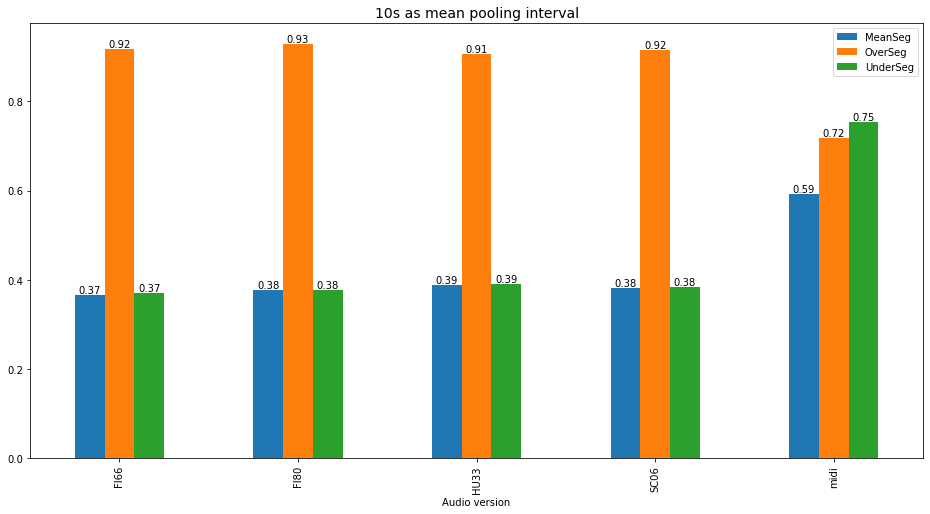 10s as mean pooling interval
MeanSeg
OverSeg
UnderSeg
0.8
0.6
0.4
0.2
0.0
0.37
0.92
0.37
0.38
0.93
0.38
0.39
0.91
0.39
0.38
0.92
0.38
0.59
0.72
0.75
FI66
FI80
HU33
SC06
midi
Audio version